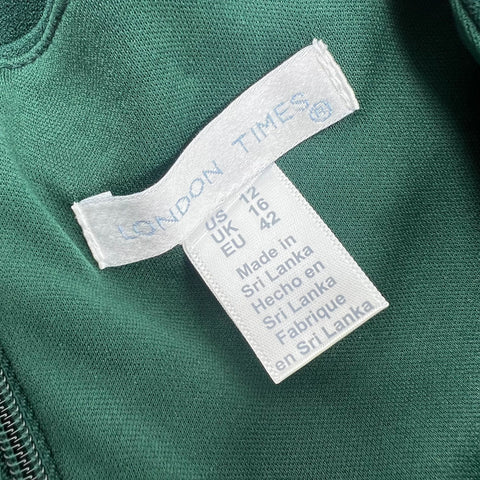 LONDON TIMES ®
US 12
UK 16
EU 42
Made in
Sri Lanka
Hecho en
Sri Lanka
Fabrique
en Sri Lanka